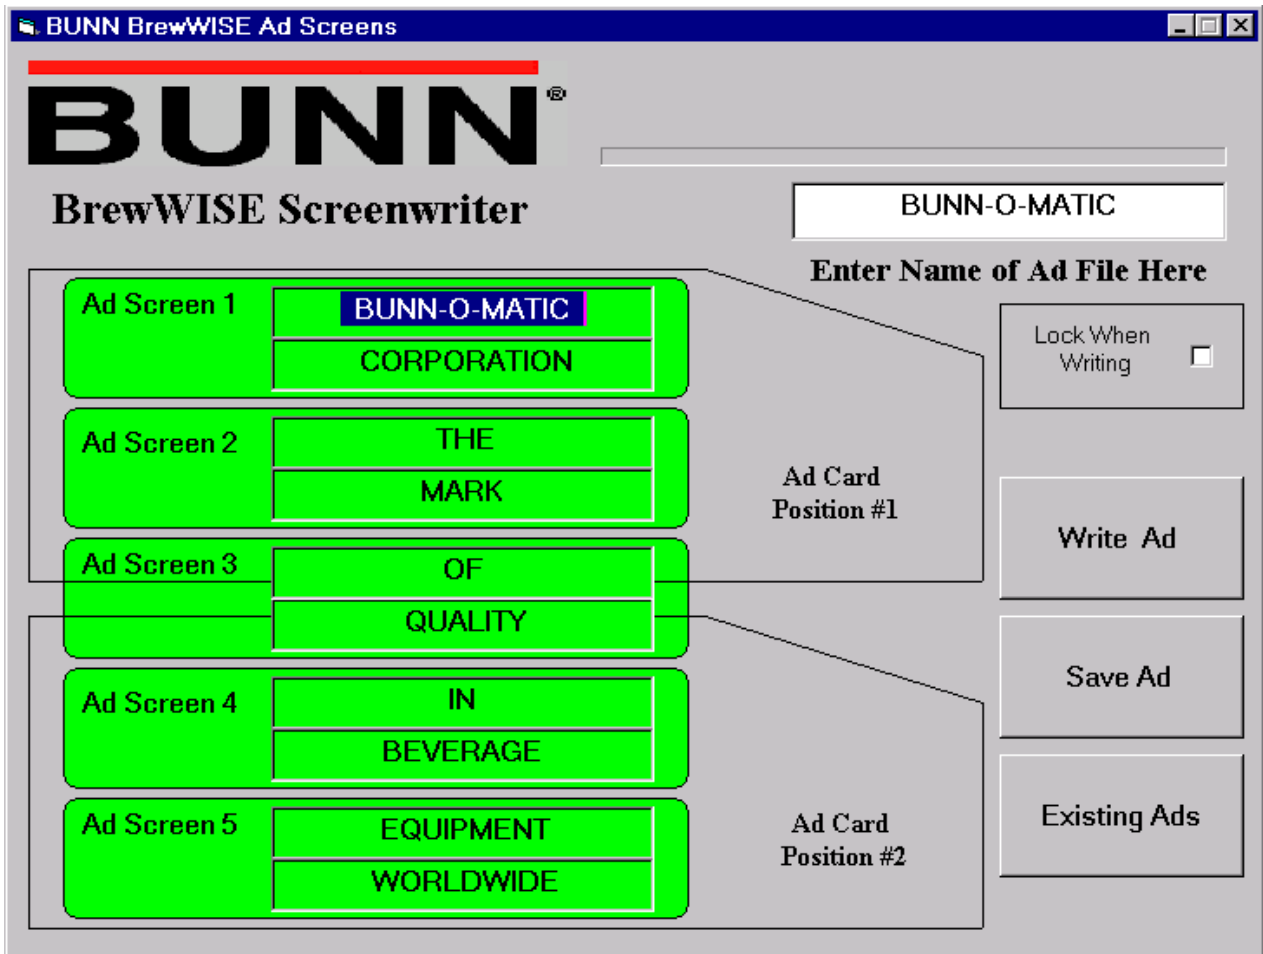 BUNN BrewWISE Ad Screens
BUNN®
BrewWISE Screenwriter
BUNN-O-MATIC
Enter Name of Ad File Here
Ad Screen 1
BUNN-O-MATIC
CORPORATION
Lock When
Writing
Ad Screen 2
THE
MARK
Ad Card
Position #1
Ad Screen 3
OF
QUALITY
Write Ad
Ad Screen 4
IN
BEVERAGE
Save Ad
Ad Screen 5
EQUIPMENT
WORLDWIDE
Ad Card
Position #2
Existing Ads